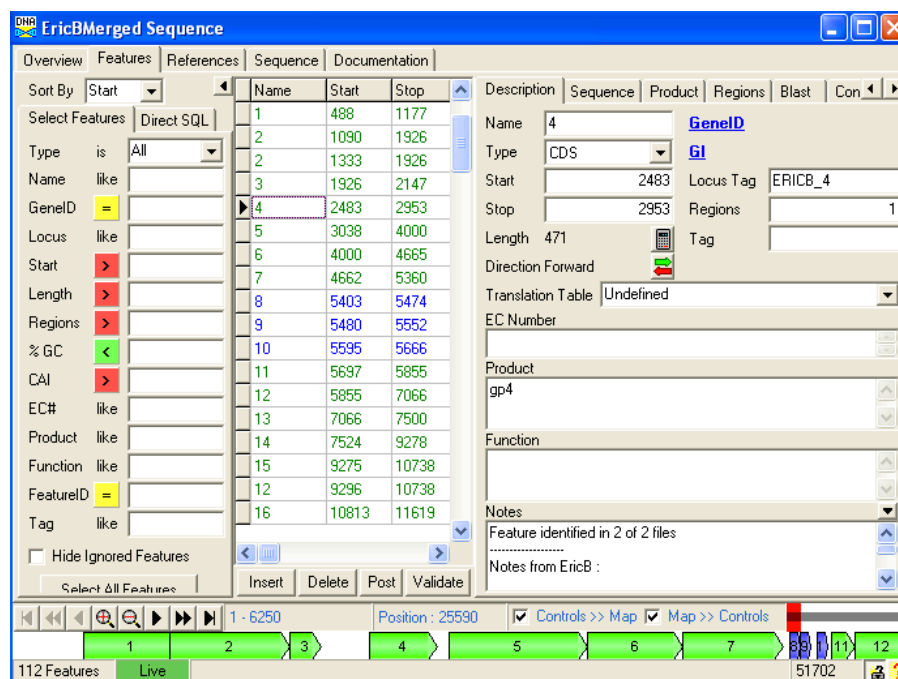 DNA EricBMerged Sequence
Overview Features References Sequence Documentation
Sort By Start
Select Features Direct SQL
Type is All
Name like
GeneID =
Locus like
Start >
Length >
Regions >
% GC <
CAI >
EC# like
Product like
Function like
FeatureID =
Tag like
Hide Ignored Features
Select All Features
Name Start Stop
1 488 1177
2 1090 1926
2 1333 1926
3 1926 2147
4 2483 2953
5 3038 4000
6 4000 4665
7 4662 5360
8 5403 5474
9 5480 5552
10 5595 5666
11 5697 5855
12 5855 7066
13 7066 7500
14 7524 9278
15 9275 10738
12 9296 10738
16 10813 11619
Insert Delete Post Validate
Description Sequence Product Regions Blast Con
Name 4 GeneID
Type CDS GI
Start 2483 Locus Tag ERICB_4
Stop 2953 Regions 1
Length 471 Tag
Direction Forward
Translation Table Undefined
EC Number
Product
gp4
Function
Notes
Feature identified in 2 of 2 files
-------------------
Notes from EricB :
1 - 6250 Position : 25590 Controls >> Map Map >> Controls
1 2 3 4 5 6 7 8 9 1 11 12
112 Features Live 51702